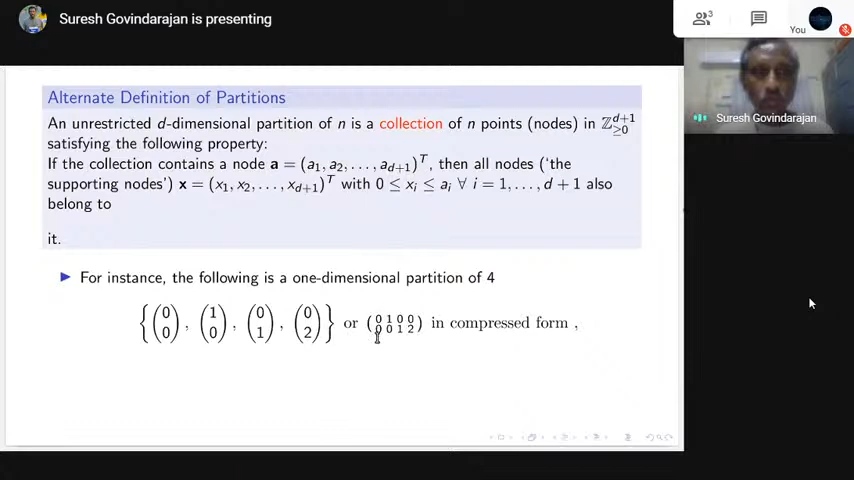 Suresh Govindarajan is presenting
3
You
Suresh Govindarajan
Alternate Definition of Partitions
An unrestricted d-dimensional partition of n is a collection of n points (nodes) in ℤ^{d+1}_{≥0}
satisfying the following property:
If the collection contains a node a = (a₁, a₂, . . . , a_{d+1})^T, then all nodes ('the
supporting nodes') x = (x₁, x₂, . . . , x_{d+1})^T with 0 ≤ xᵢ ≤ aᵢ ∀ i = 1, . . . , d + 1 also
belong to
it.
For instance, the following is a one-dimensional partition of 4
{(0 0), (1 0), (0 1), (0 2)} or (0 1 0 0 / 0 0 1 2) in compressed form ,